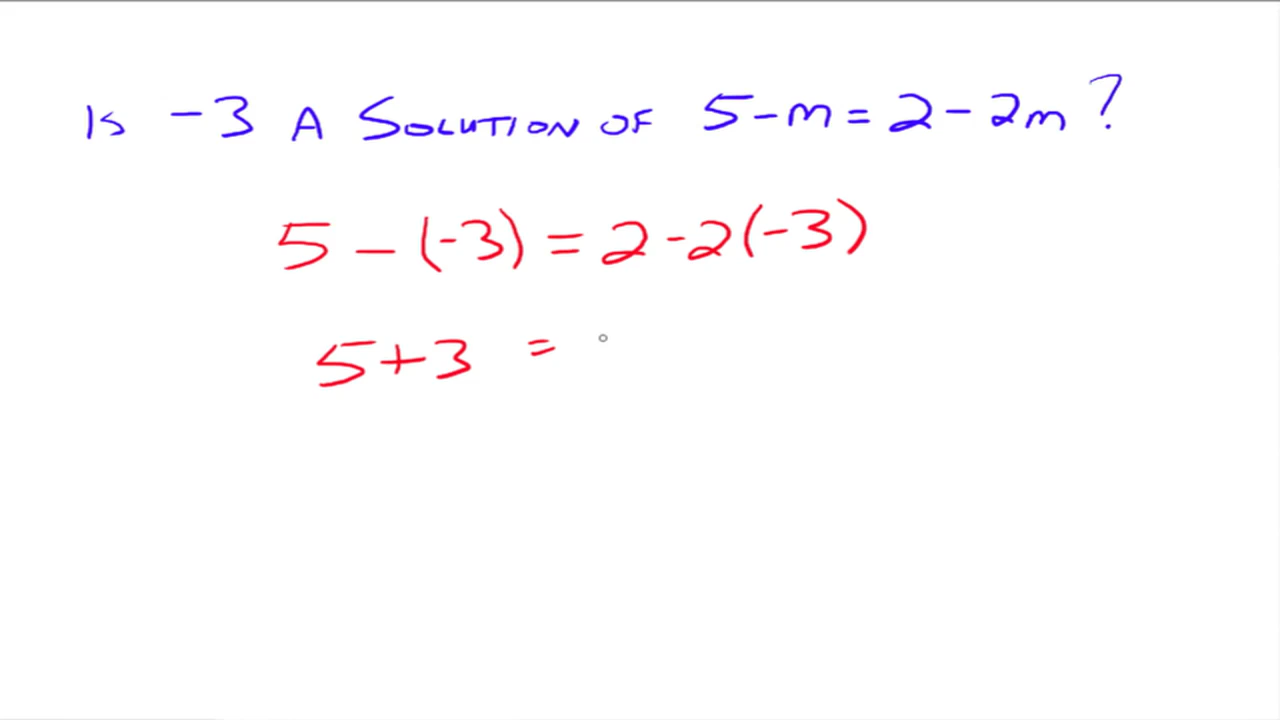 Is -3 A SOLUTION OF 5-m=2-2m?
5-(-3)=2-2(-3)
5+3 =